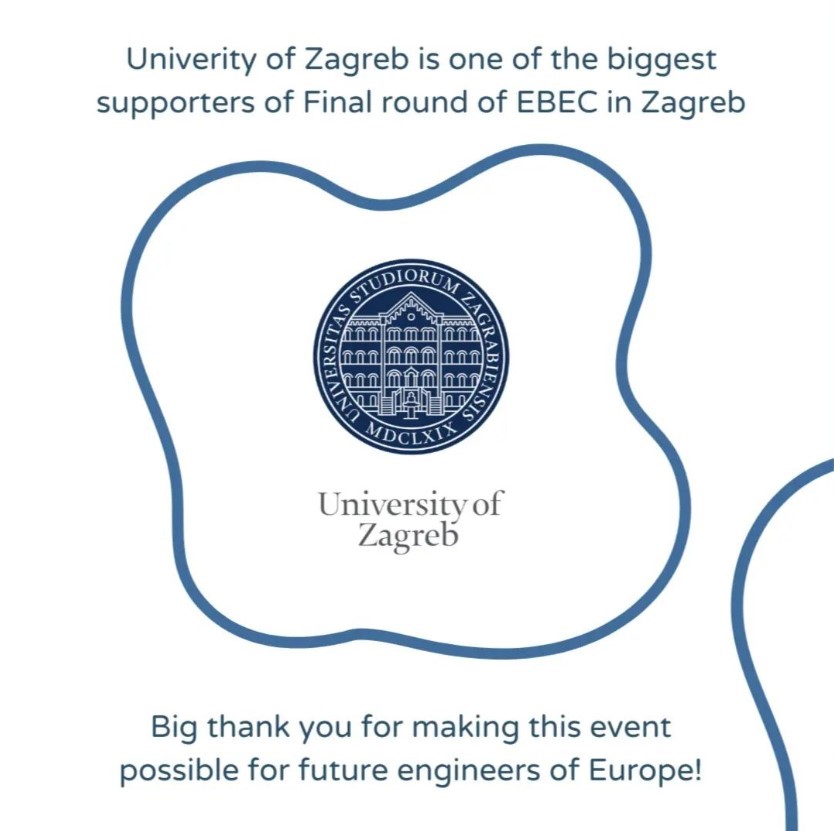 Univerity of Zagreb is one of the biggest
supporters of Final round of EBEC in Zagreb
UNIVERSITAS STUDIORUM ZAGRABIENSIS
MDCLXIX
University of
Zagreb
Big thank you for making this event
possible for future engineers of Europe!